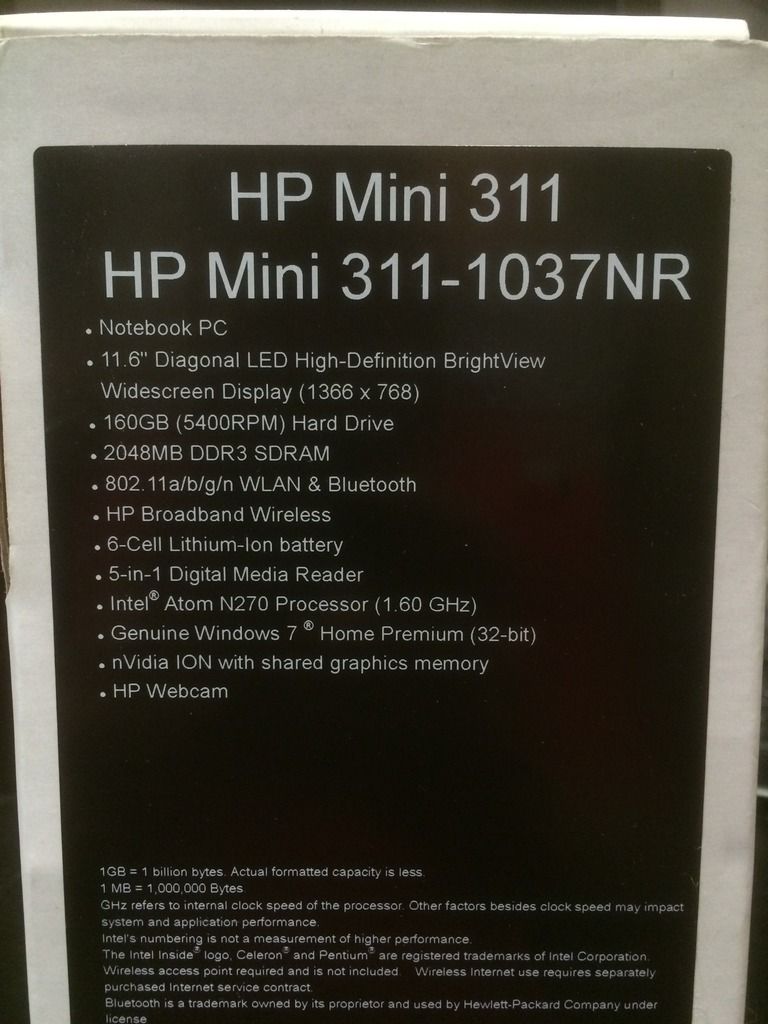 HP Mini 311
HP Mini 311-1037NR
• Notebook PC
• 11.6" Diagonal LED High-Definition BrightView
Widescreen Display (1366 x 768)
• 160GB (5400RPM) Hard Drive
• 2048MB DDR3 SDRAM
• 802.11a/b/g/n WLAN & Bluetooth
• HP Broadband Wireless
• 6-Cell Lithium-Ion battery
• 5-in-1 Digital Media Reader
• Intel® Atom N270 Processor (1.60 GHz)
• Genuine Windows 7 ® Home Premium (32-bit)
• nVidia ION with shared graphics memory
• HP Webcam
1GB = 1 billion bytes. Actual formatted capacity is less.
1 MB = 1,000,000 Bytes
GHz refers to internal clock speed of the processor. Other factors besides clock speed may impact
system and application performance.
Intel's numbering is not a measurement of higher performance.
The Intel Inside® logo, Celeron® and Pentium® are registered trademarks of Intel Corporation.
Wireless access point required and is not included. Wireless Internet use requires separately
purchased Internet service contract.
Bluetooth is a trademark owned by its proprietor and used by Hewlett-Packard Company under
license